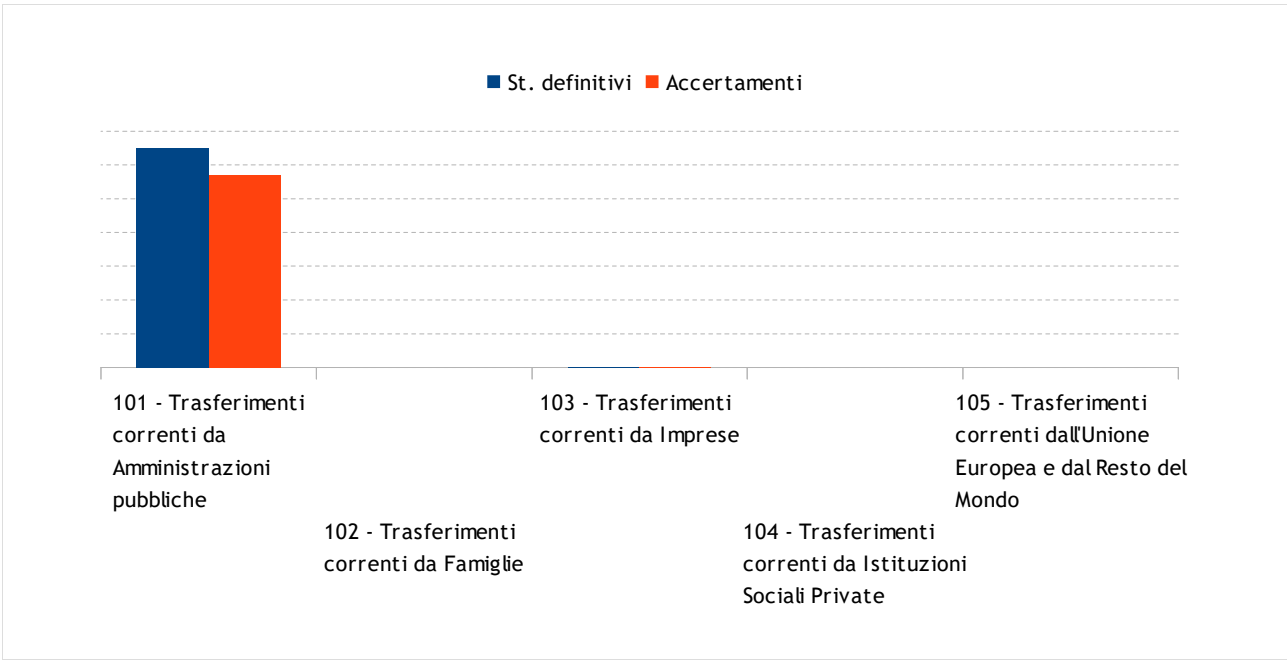 St. definitivi Accertamenti
101 - Trasferimenti
correnti da
Amministrazioni
pubbliche
102 - Trasferimenti
correnti da Famiglie
103 - Trasferimenti
correnti da Imprese
104 - Trasferimenti
correnti da Istituzioni
Sociali Private
105 - Trasferimenti
correnti dall'Unione
Europea e dal Resto del
Mondo